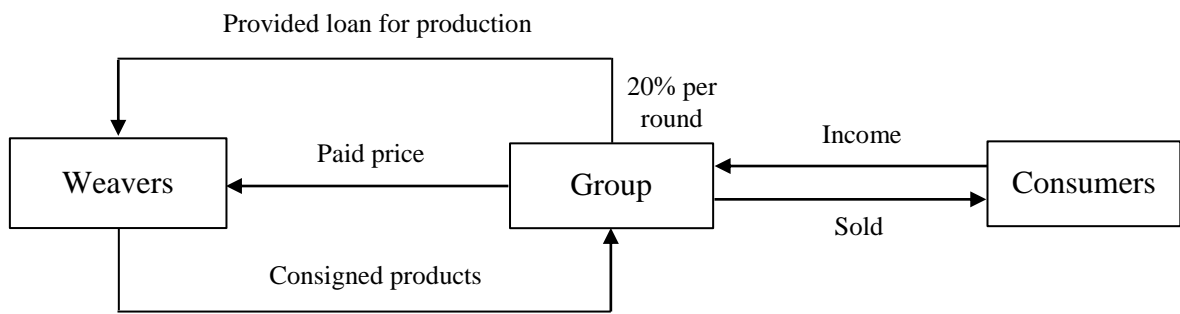 Provided loan for production
20% per
round
Paid price
Income
Weavers
Group
Consumers
Sold
Consigned products